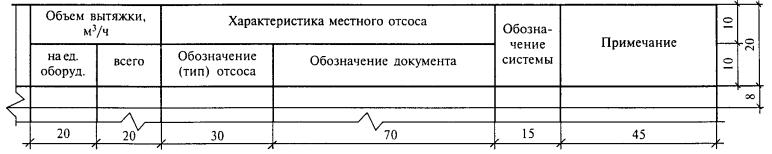 Объем вытяжки,
м³/ч
Характеристика местного отсоса
Обозна-
чение
системы
Примечание
на ед.
оборуд.
всего
Обозначение
(тип) отсоса
Обозначение документа
10
10
20
8
20
20
30
70
15
45